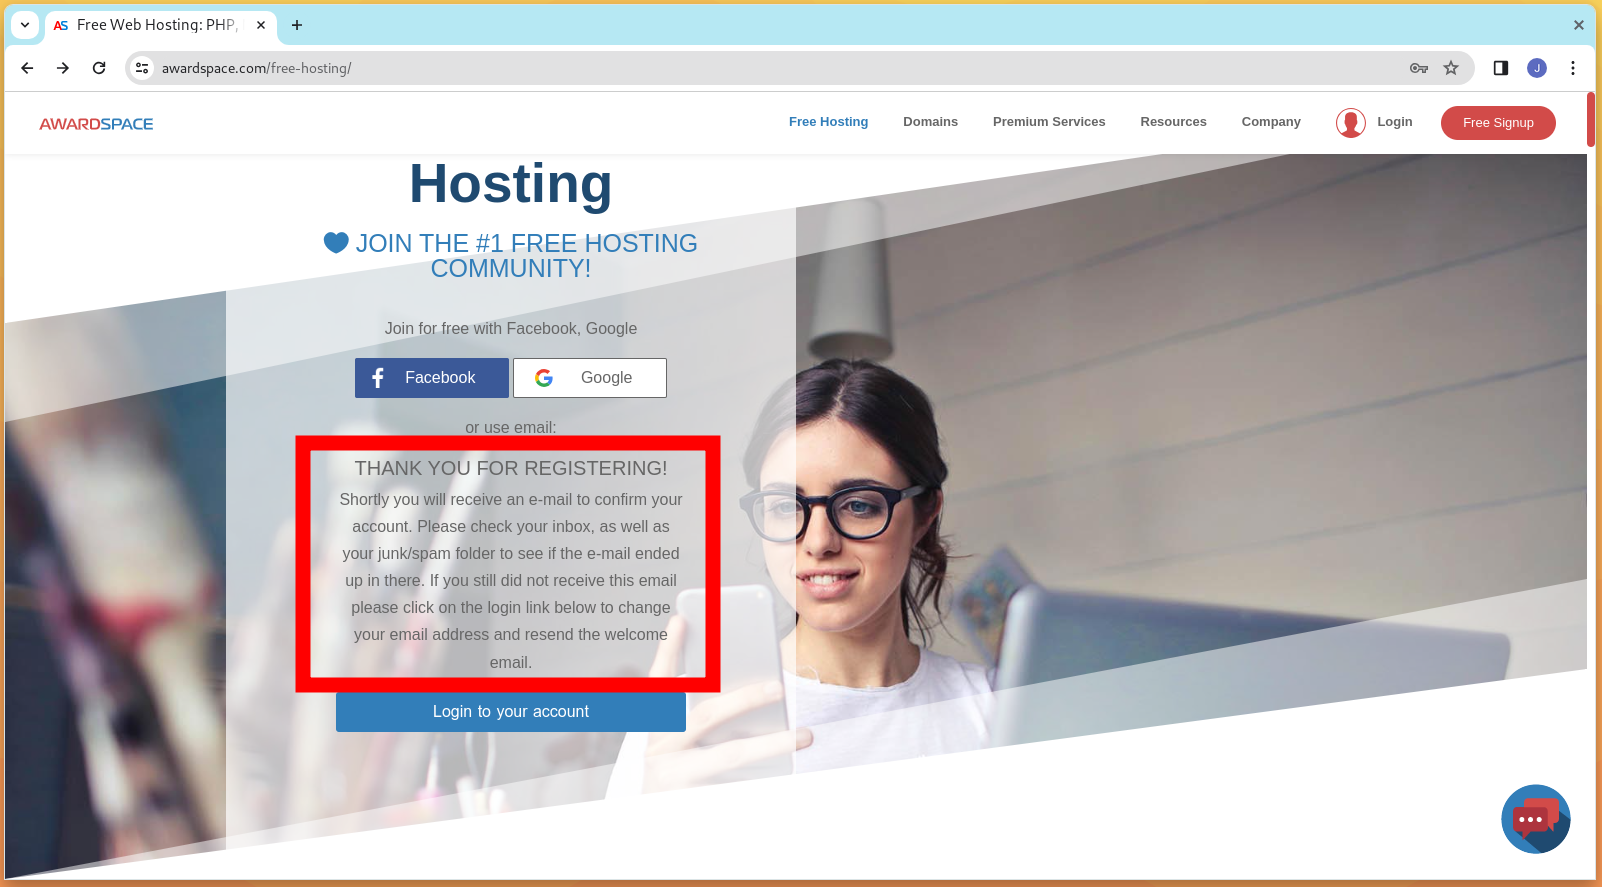 Free Web Hosting: PHP,
awardspace.com/free-hosting/
J
AWARDSPACE
Free Hosting
Domains
Premium Services
Resources
Company
Login
Free Signup
Hosting
JOIN THE #1 FREE HOSTING
COMMUNITY!
Join for free with Facebook, Google
Facebook
Google
or use email:
THANK YOU FOR REGISTERING!
Shortly you will receive an e-mail to confirm your
account. Please check your inbox, as well as
your junk/spam folder to see if the e-mail ended
up in there. If you still did not receive this email
please click on the login link below to change
your email address and resend the welcome
email.
Login to your account